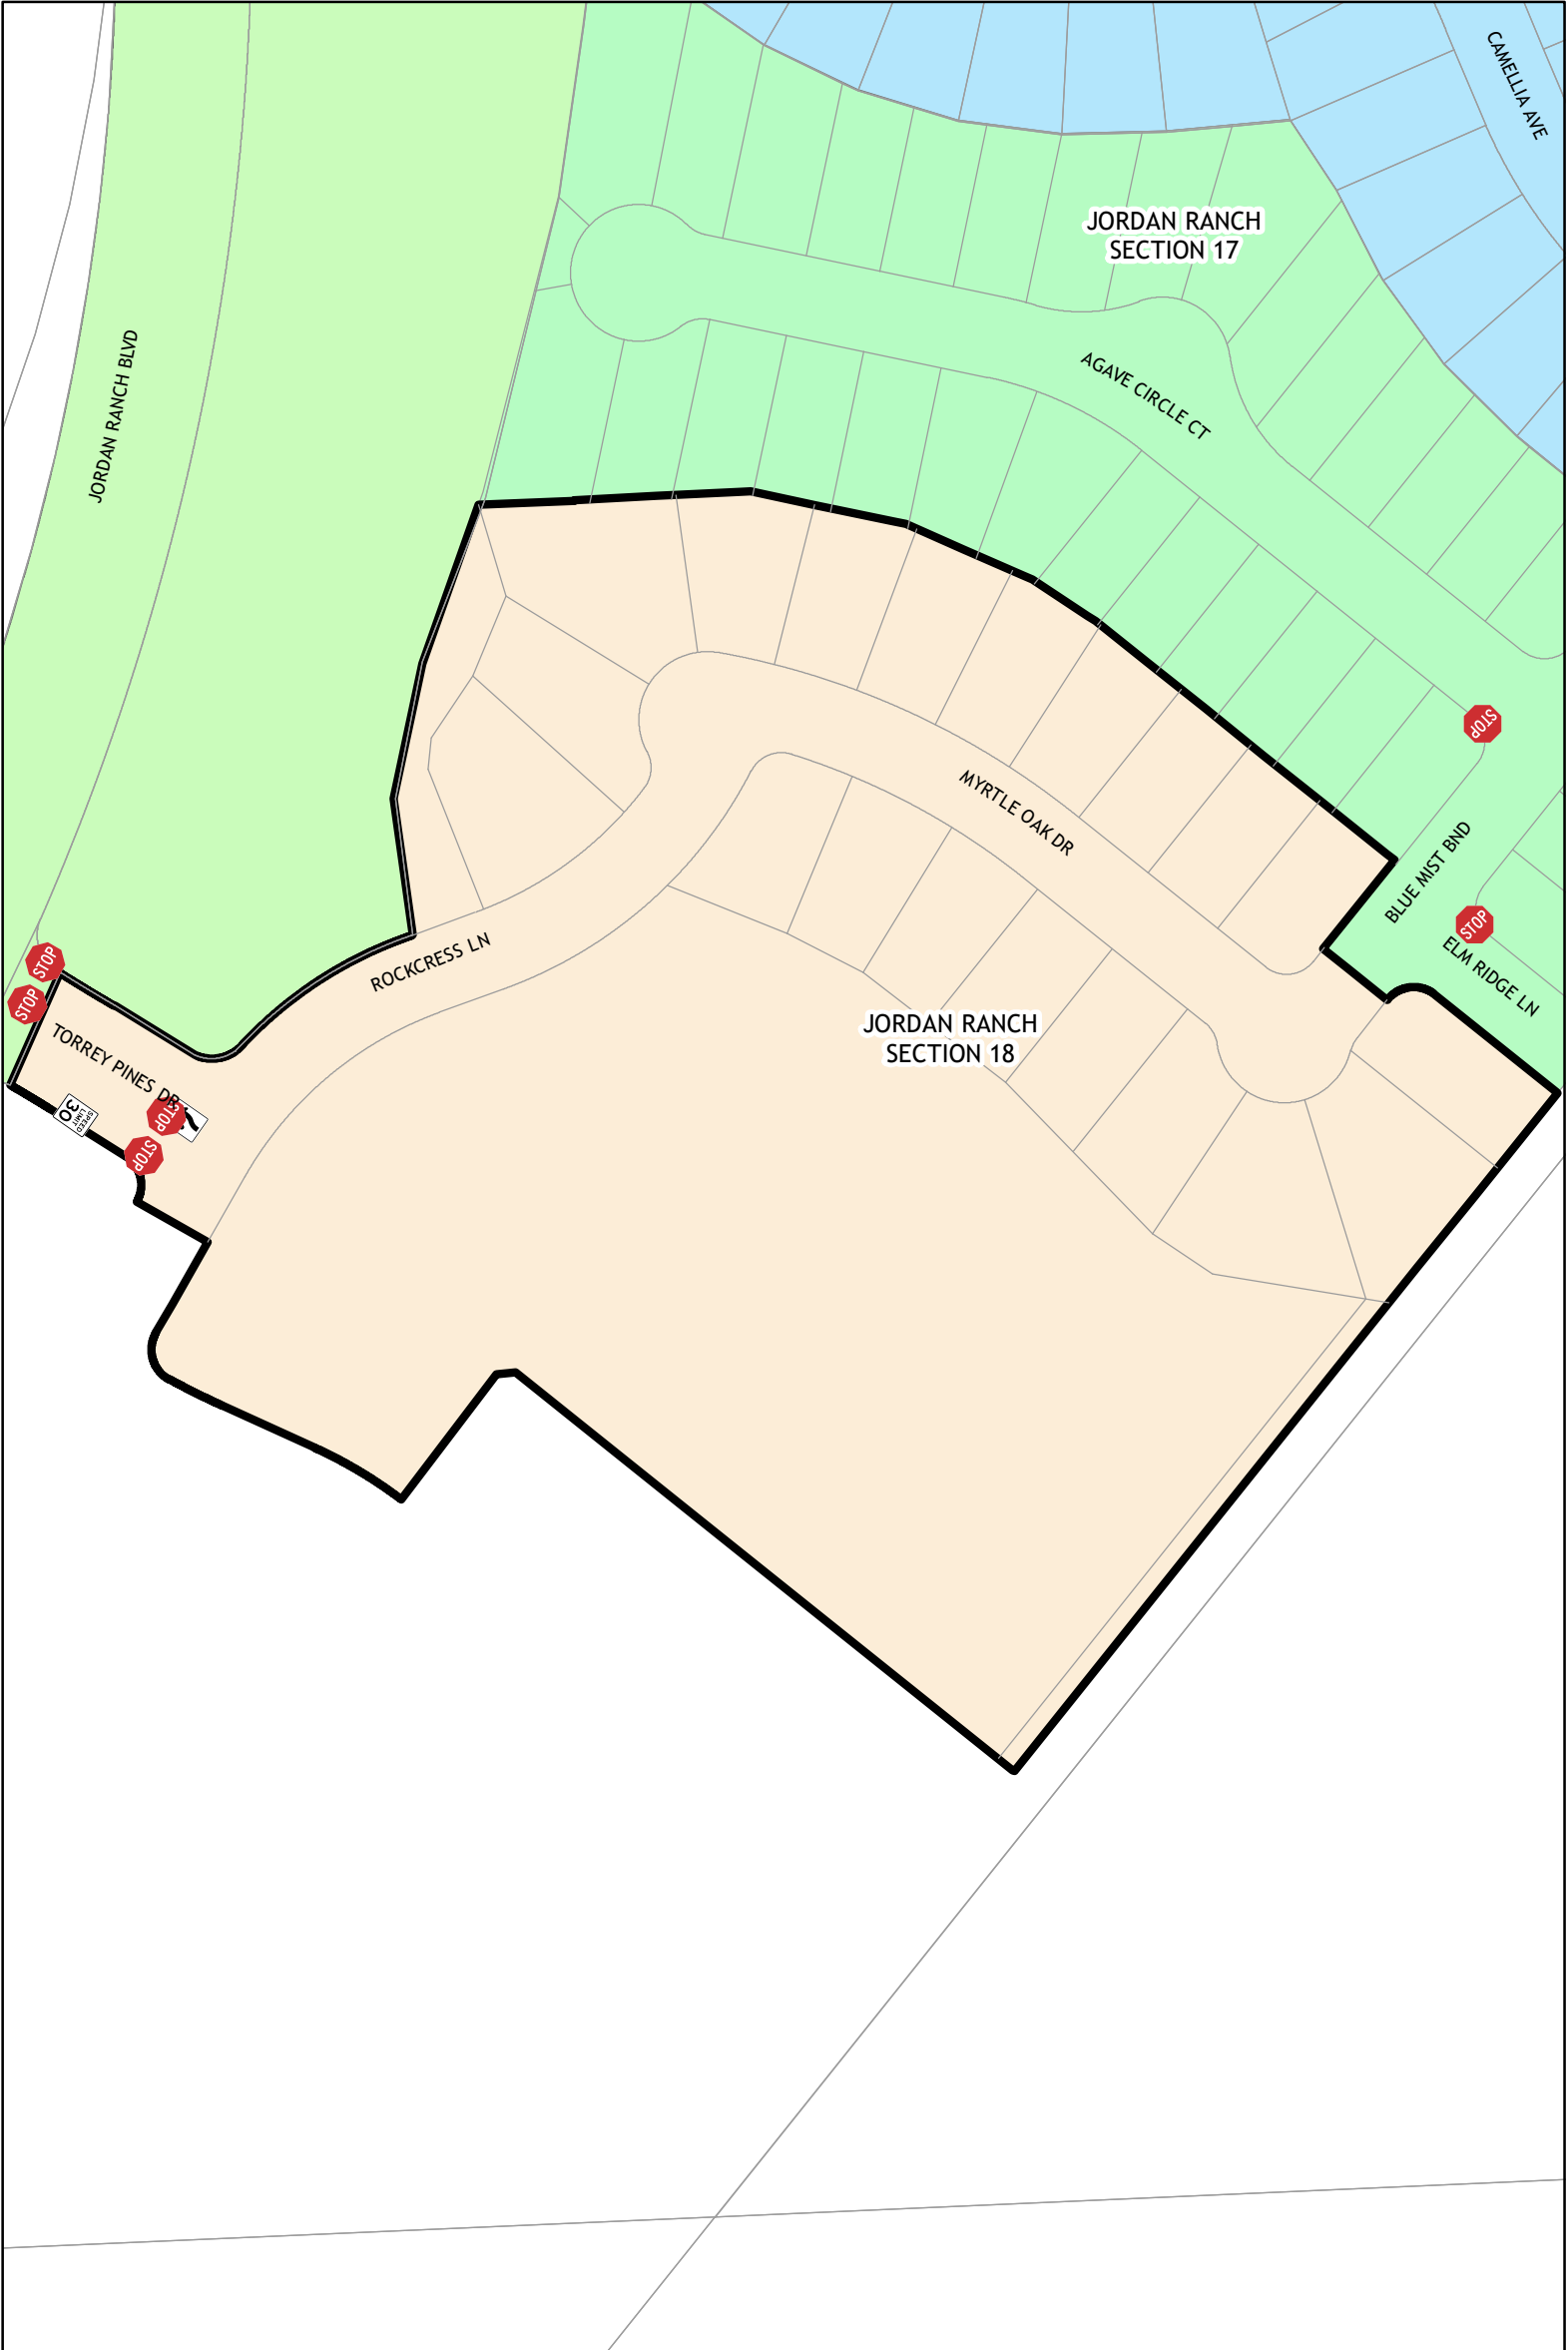 CAMELLIA AVE
JORDAN RANCH
SECTION 17
JORDAN RANCH BLVD
AGAVE CIRCLE CT
STOP
MYRTLE OAK DR
BLUE MIST BND
STOP
ELM RIDGE LN
ROCKCRESS LN
STOP
STOP
JORDAN RANCH
SECTION 18
TORREY PINES DR
SPEED
LIMIT
30
STOP
STOP